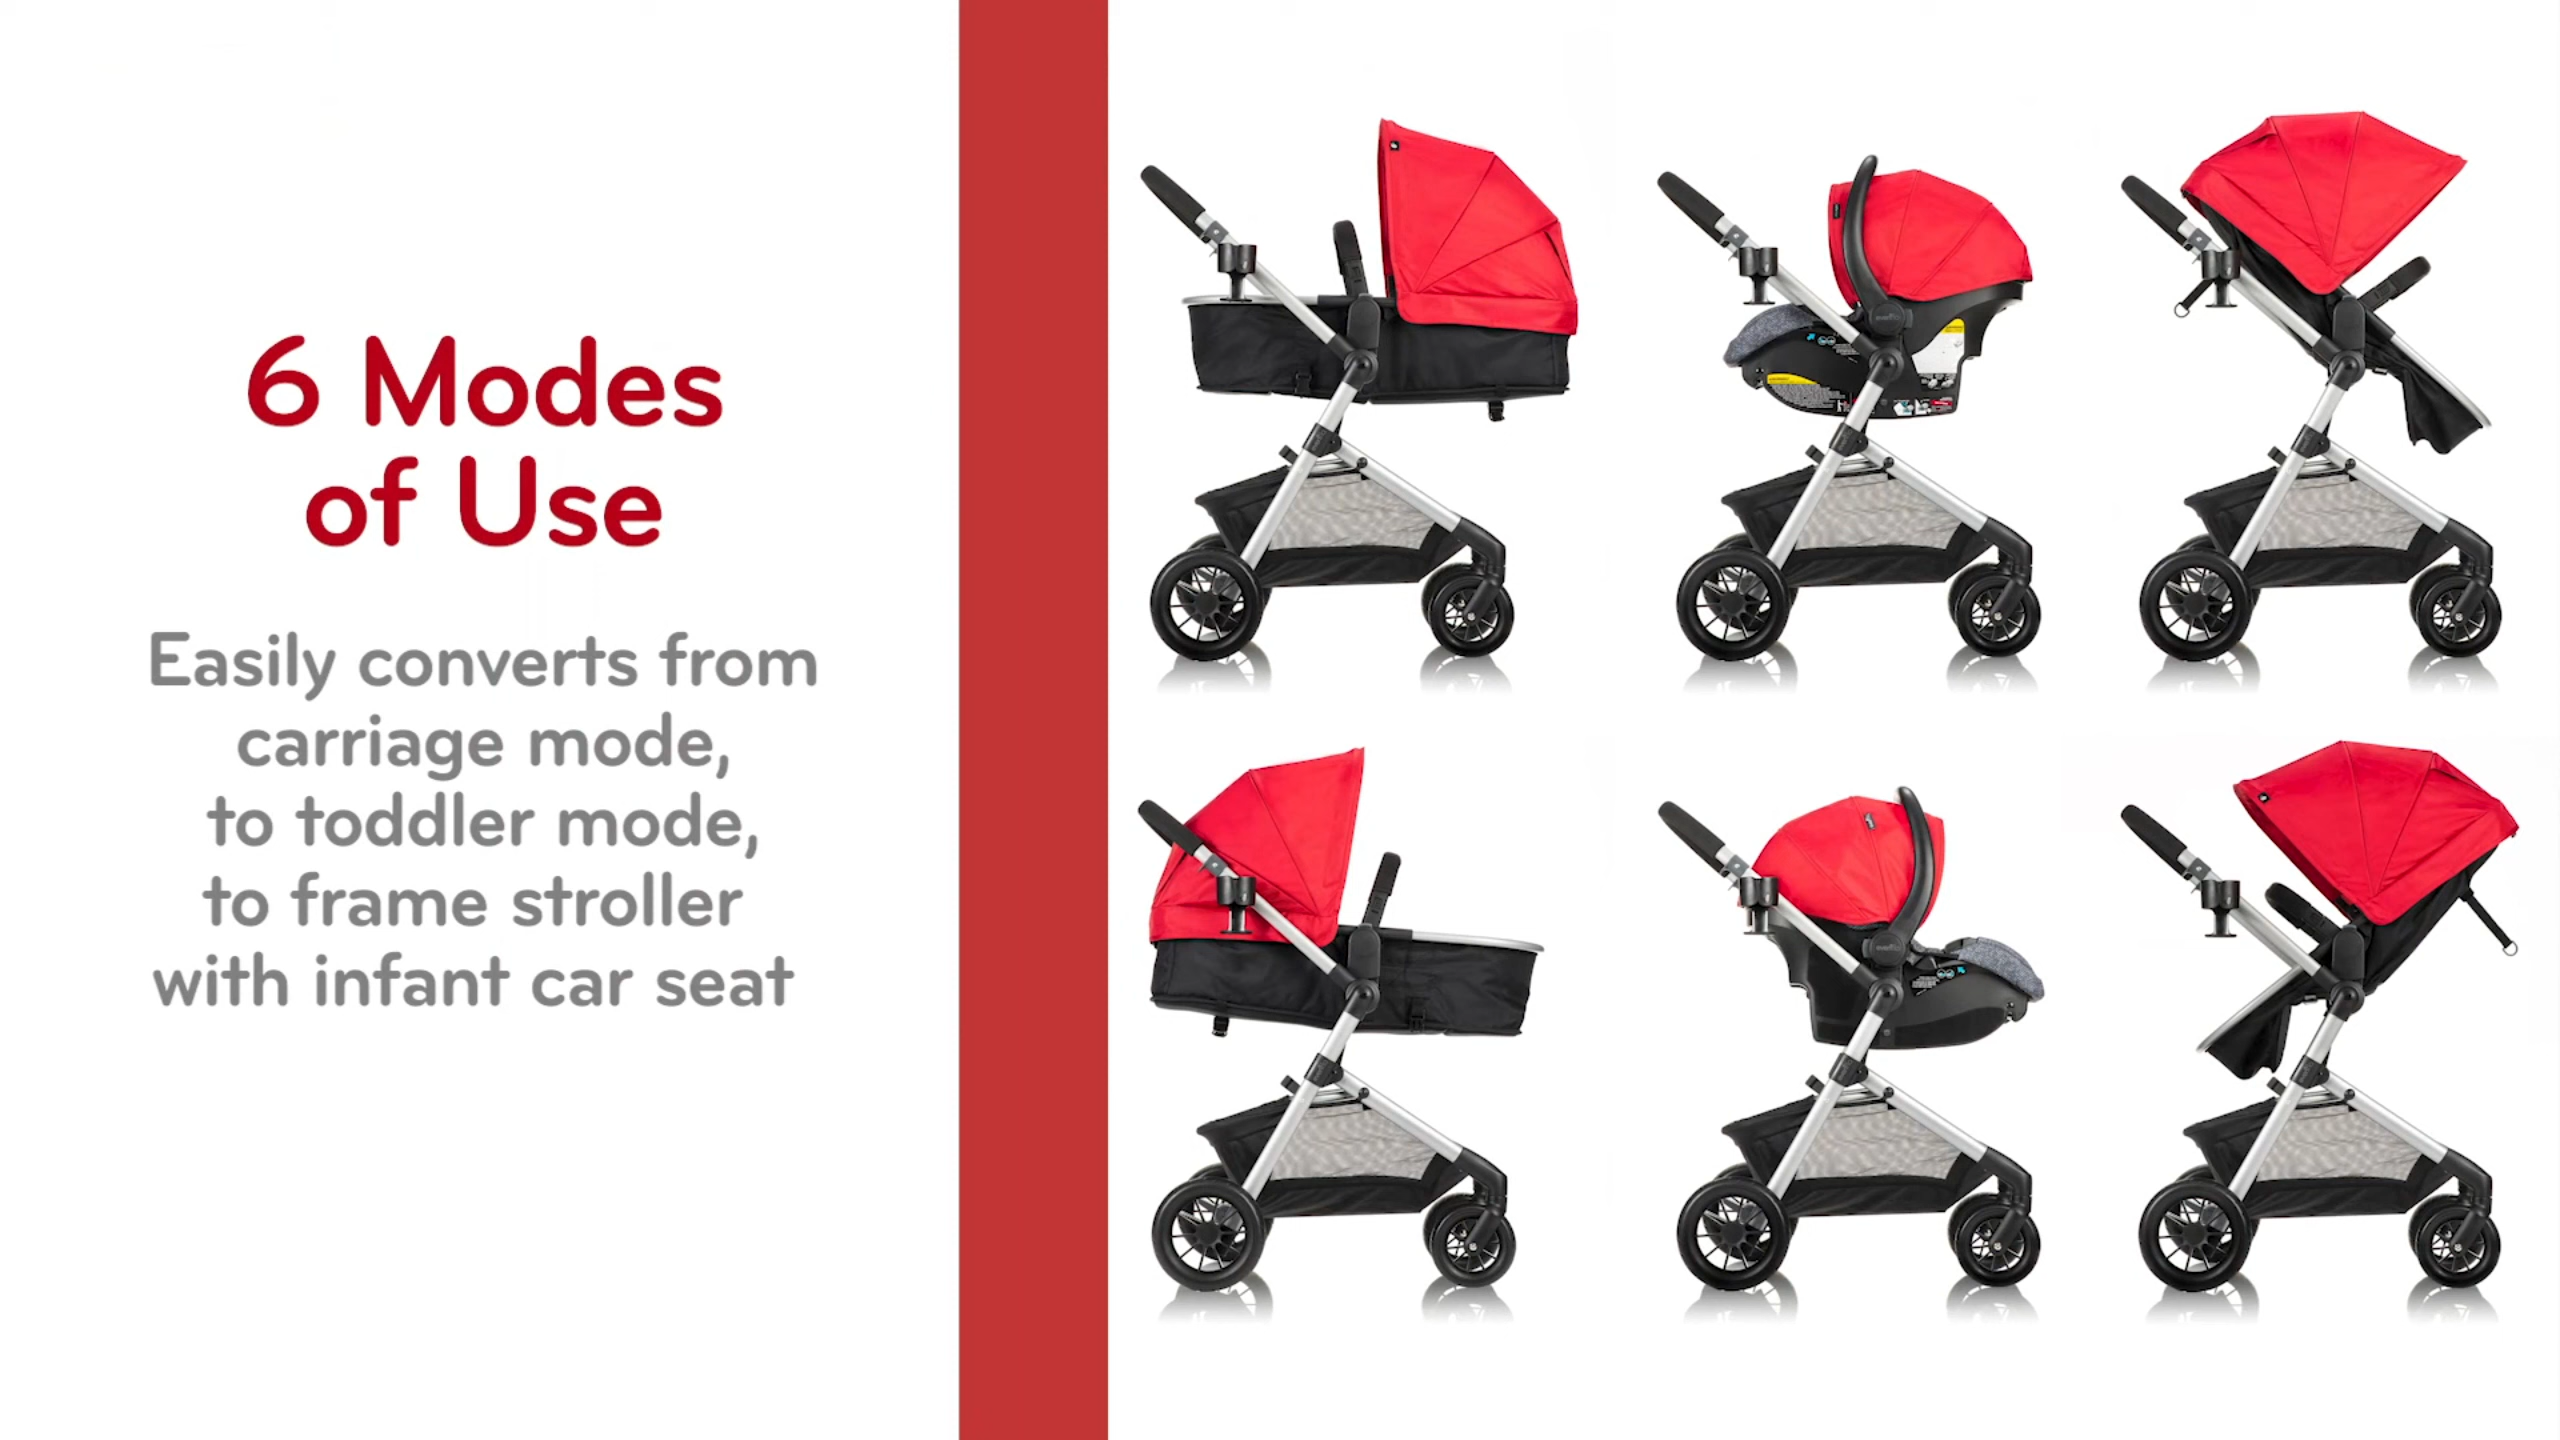 6 Modes
of Use
Easily converts from
carriage mode,
to toddler mode,
to frame stroller
with infant car seat